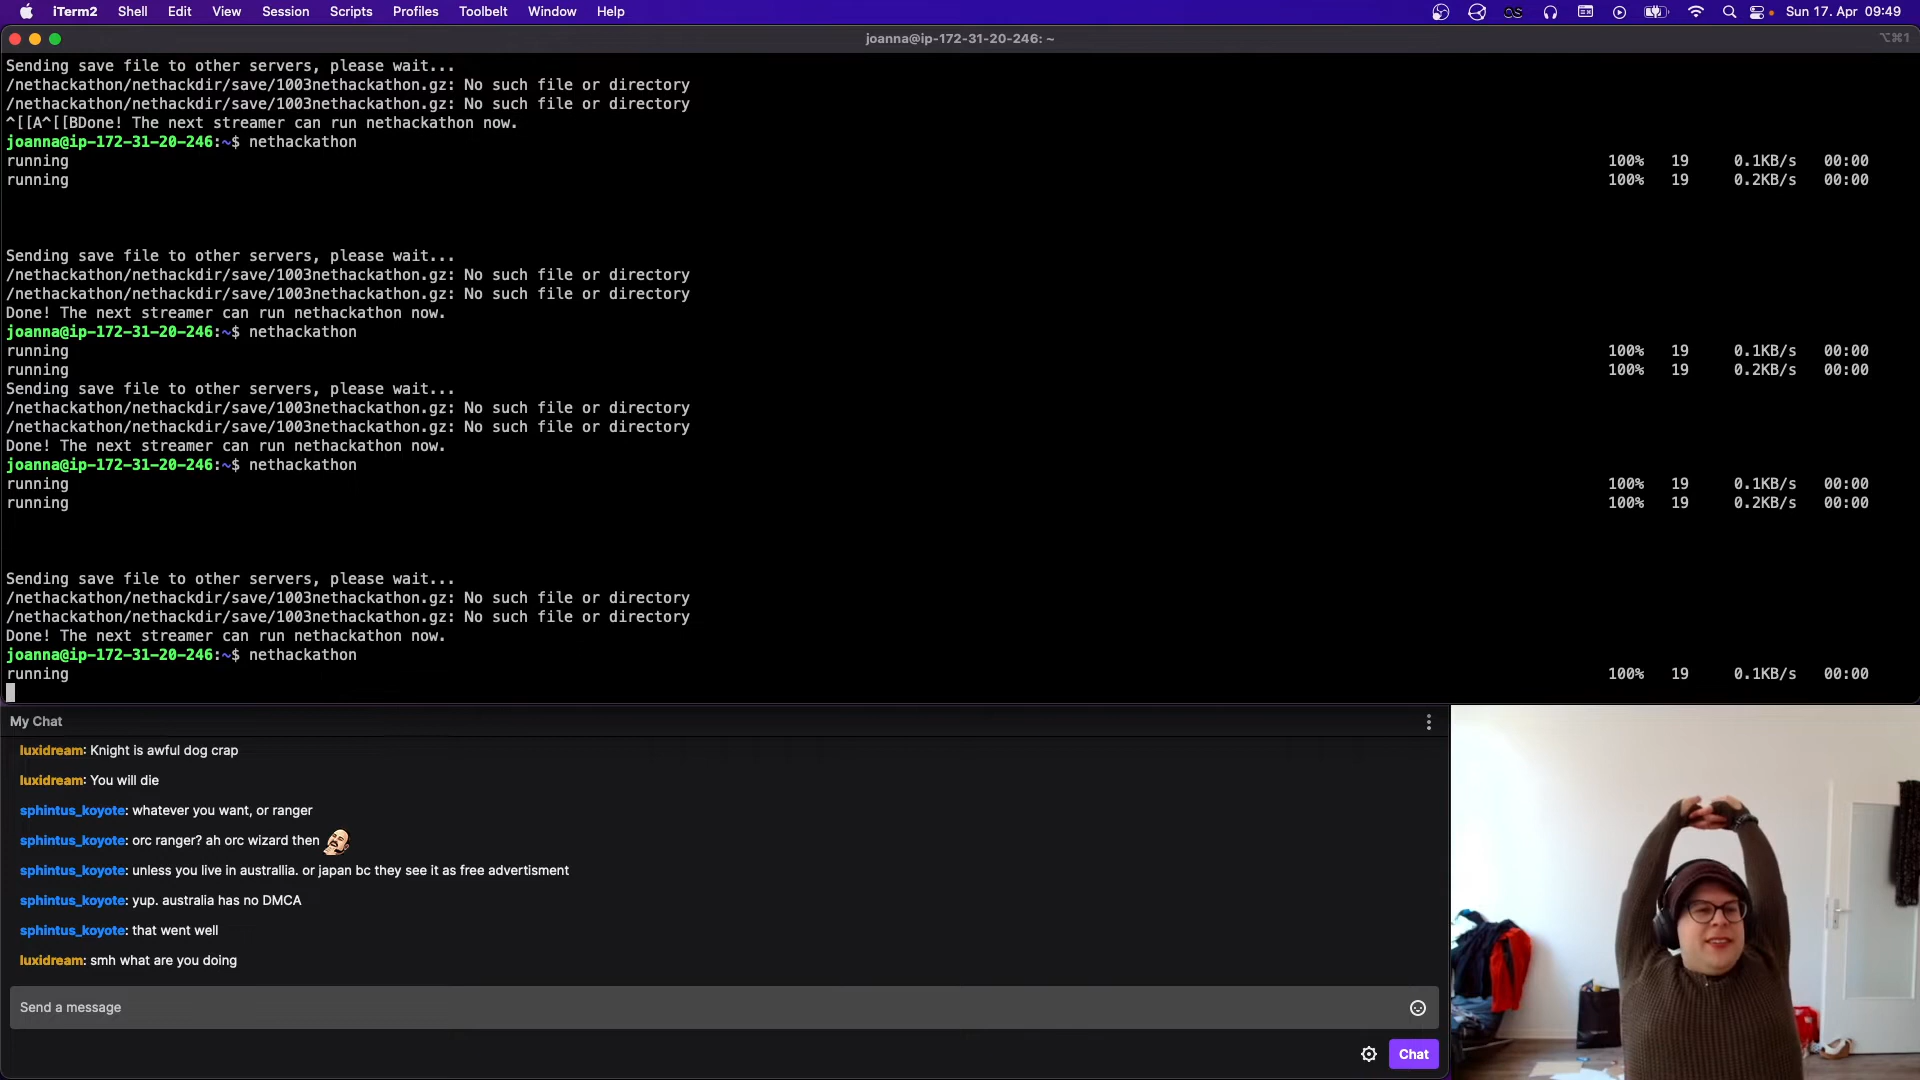 iTerm2 Shell Edit View Session Scripts Profiles Toolbelt Window Help Sun 17. Apr 09:49
joanna@ip-172-31-20-246: ~ ⌥⌘1
Sending save file to other servers, please wait...
/nethackathon/nethackdir/save/1003nethackathon.gz: No such file or directory
/nethackathon/nethackdir/save/1003nethackathon.gz: No such file or directory
^[[A^[[BDone! The next streamer can run nethackathon now.
joanna@ip-172-31-20-246:~$ nethackathon
running 100% 19 0.1KB/s 00:00
running 100% 19 0.2KB/s 00:00
Sending save file to other servers, please wait...
/nethackathon/nethackdir/save/1003nethackathon.gz: No such file or directory
/nethackathon/nethackdir/save/1003nethackathon.gz: No such file or directory
Done! The next streamer can run nethackathon now.
joanna@ip-172-31-20-246:~$ nethackathon
running 100% 19 0.1KB/s 00:00
running 100% 19 0.2KB/s 00:00
Sending save file to other servers, please wait...
/nethackathon/nethackdir/save/1003nethackathon.gz: No such file or directory
/nethackathon/nethackdir/save/1003nethackathon.gz: No such file or directory
Done! The next streamer can run nethackathon now.
joanna@ip-172-31-20-246:~$ nethackathon
running 100% 19 0.1KB/s 00:00
running 100% 19 0.2KB/s 00:00
Sending save file to other servers, please wait...
/nethackathon/nethackdir/save/1003nethackathon.gz: No such file or directory
/nethackathon/nethackdir/save/1003nethackathon.gz: No such file or directory
Done! The next streamer can run nethackathon now.
joanna@ip-172-31-20-246:~$ nethackathon
running 100% 19 0.1KB/s 00:00
My Chat
luxidream: Knight is awful dog crap
luxidream: You will die
sphintus_koyote: whatever you want, or ranger
sphintus_koyote: orc ranger? ah orc wizard then
sphintus_koyote: unless you live in australlia. or japan bc they see it as free advertisment
sphintus_koyote: yup. australia has no DMCA
sphintus_koyote: that went well
luxidream: smh what are you doing
Send a message
Chat